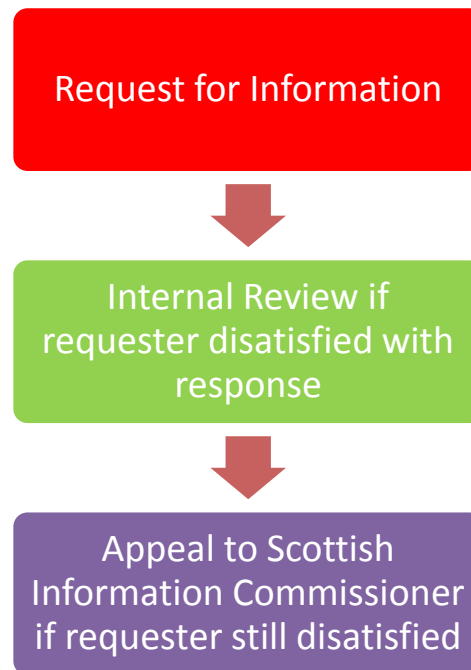 Request for Information
Internal Review if
requester disatisfied with
response
Appeal to Scottish
Information Commissioner
if requester still disatisfied